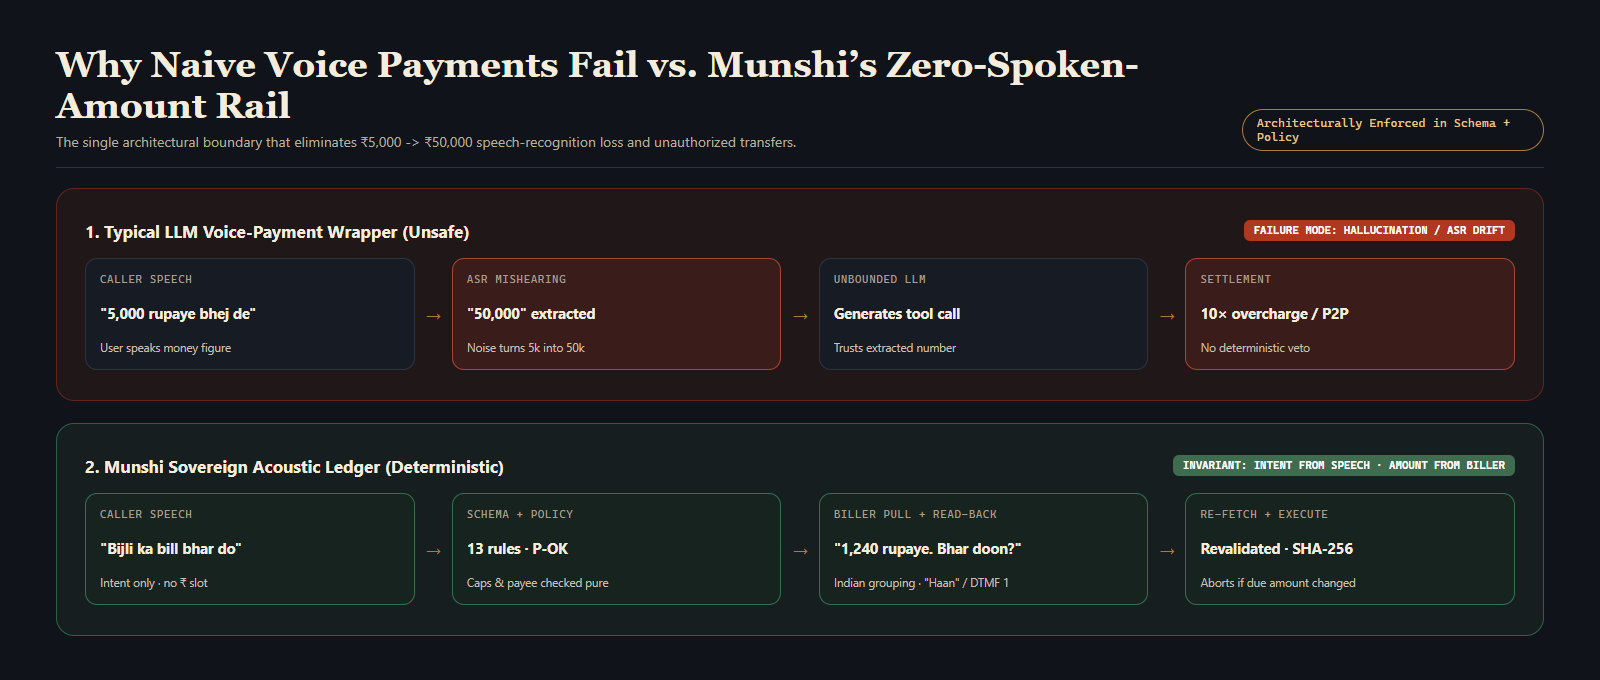 Why Naive Voice Payments Fail vs. Munshi’s Zero-Spoken-
Amount Rail
The single architectural boundary that eliminates ₹5,000 -> ₹50,000 speech-recognition loss and unauthorized transfers.
Architecturally Enforced in Schema +
Policy
1. Typical LLM Voice-Payment Wrapper (Unsafe)
FAILURE MODE: HALLUCINATION / ASR DRIFT
CALLER SPEECH
"5,000 rupaye bhej de"
User speaks money figure
→
ASR MISHEARING
"50,000" extracted
Noise turns 5k into 50k
→
UNBOUNDED LLM
Generates tool call
Trusts extracted number
→
SETTLEMENT
10× overcharge / P2P
No deterministic veto
2. Munshi Sovereign Acoustic Ledger (Deterministic)
INVARIANT: INTENT FROM SPEECH · AMOUNT FROM BILLER
CALLER SPEECH
"Bijli ka bill bhar do"
Intent only · no ₹ slot
→
SCHEMA + POLICY
13 rules · P-OK
Caps & payee checked pure
→
BILLER PULL + READ-BACK
"1,240 rupaye. Bhar doon?"
Indian grouping · "Haan" / DTMF 1
→
RE-FETCH + EXECUTE
Revalidated · SHA-256
Aborts if due amount changed